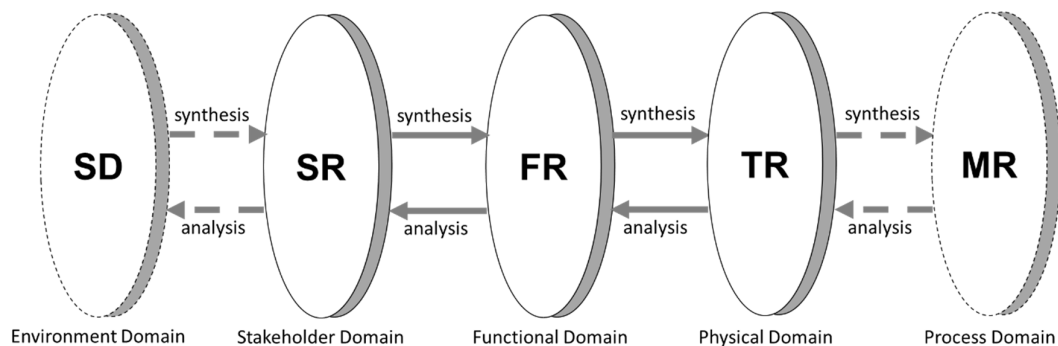 synthesis synthesis synthesis synthesis
SD SR FR TR MR
analysis analysis analysis analysis
Environment Domain Stakeholder Domain Functional Domain Physical Domain Process Domain